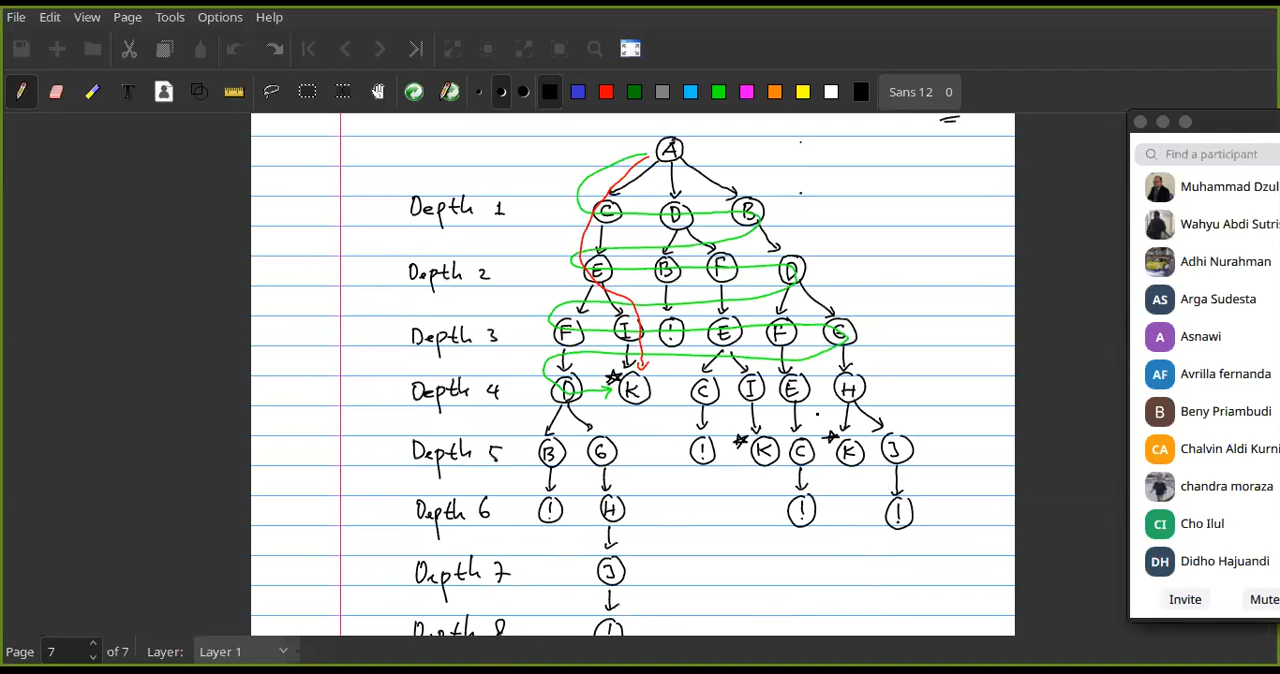 File Edit View Page Tools Options Help
Sans 12 0
A
Depth 1 C D B
Depth 2 E B F D
Depth 3 F I ! E F G
Depth 4 D K C I E H
Depth 5 B G ! K C K J
Depth 6 ! H ! !
Depth 7 J
Depth 8 !
Find a participant
Muhammad Dzul
Wahyu Abdi Sutris
Adhi Nurahman
AS Arga Sudesta
A Asnawi
AF Avrilla fernanda
B Beny Priambudi
CA Chalvin Aldi Kurni
chandra moraza
CI Cho Ilul
DH Didho Hajuandi
Invite Mute
Page 7 of 7 Layer: Layer 1